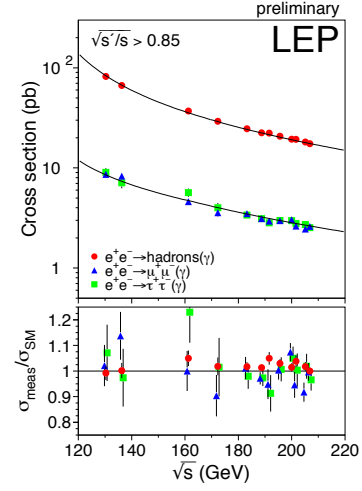 preliminary
√s´/s > 0.85
LEP
Cross section (pb)
10²
10
1
e⁺e⁻→hadrons(γ)
e⁺e⁻→μ⁺μ⁻(γ)
e⁺e⁻→τ⁺τ⁻(γ)
σmeas/σSM
1.2
1.1
1
0.9
0.8
120 140 160 180 200 220
√s (GeV)